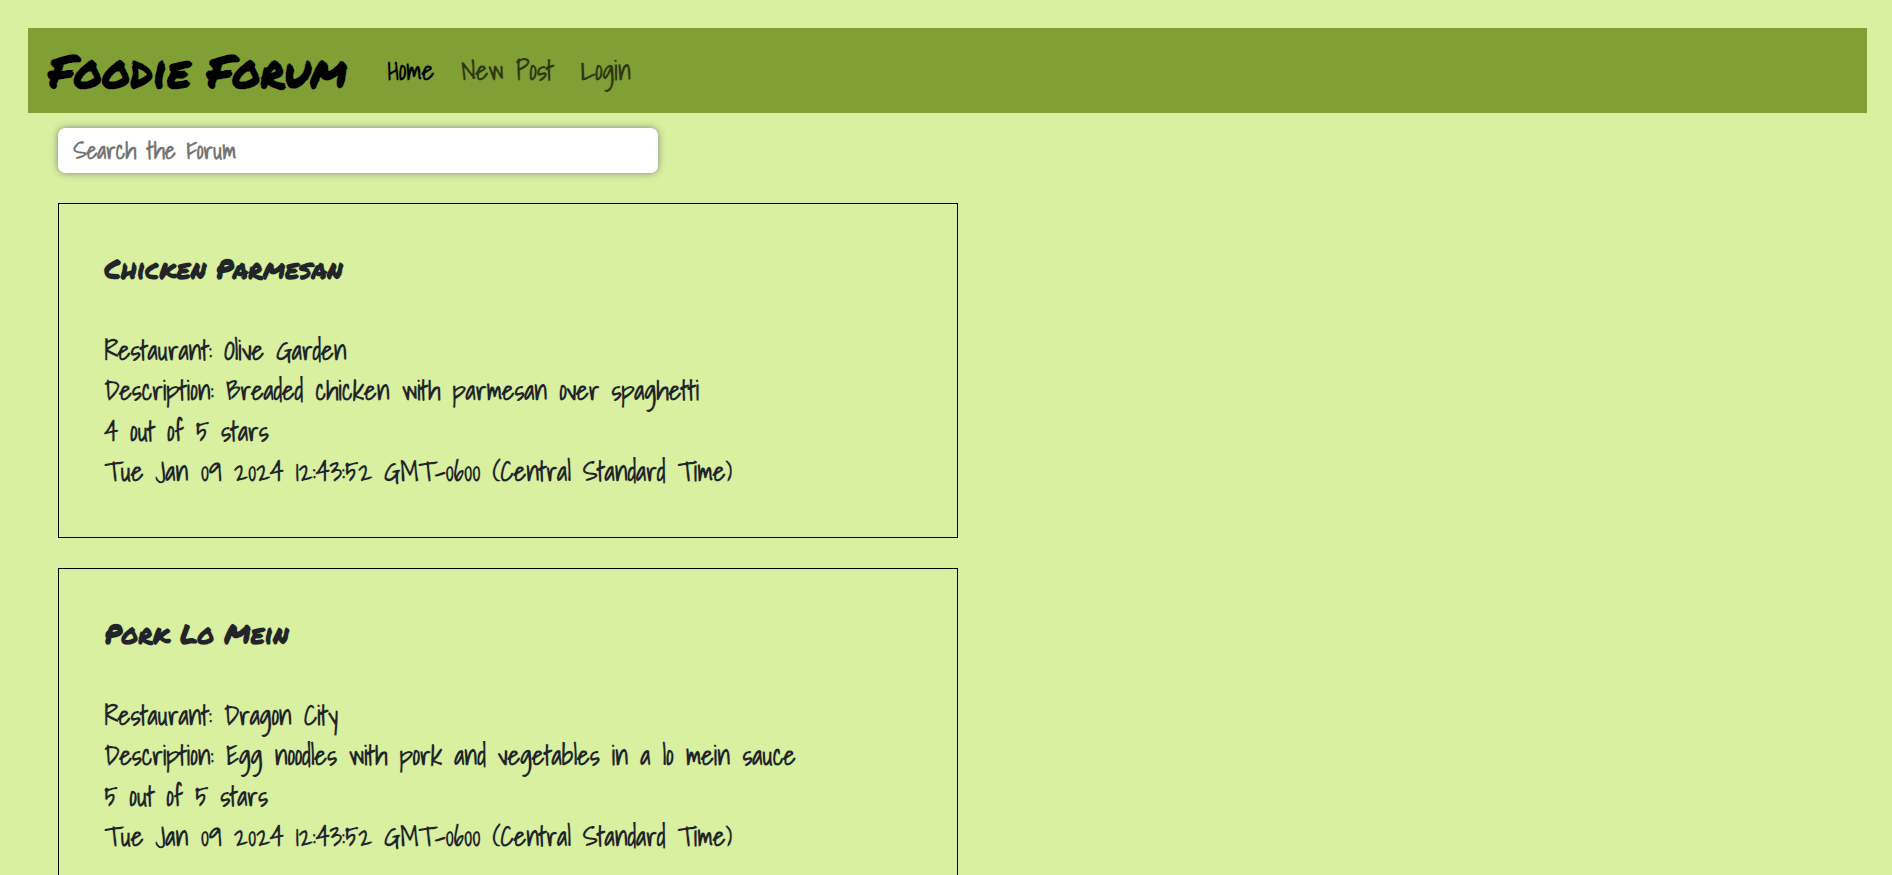 Foodie Forum Home New Post Login
Search the Forum
Chicken Parmesan
Restaurant: Olive Garden
Description: Breaded chicken with parmesan over spaghetti
4 out of 5 stars
Tue Jan 09 2024 12:43:52 GMT-0600 (Central Standard Time)
Pork Lo Mein
Restaurant: Dragon City
Description: Egg noodles with pork and vegetables in a lo mein sauce
5 out of 5 stars
Tue Jan 09 2024 12:43:52 GMT-0600 (Central Standard Time)